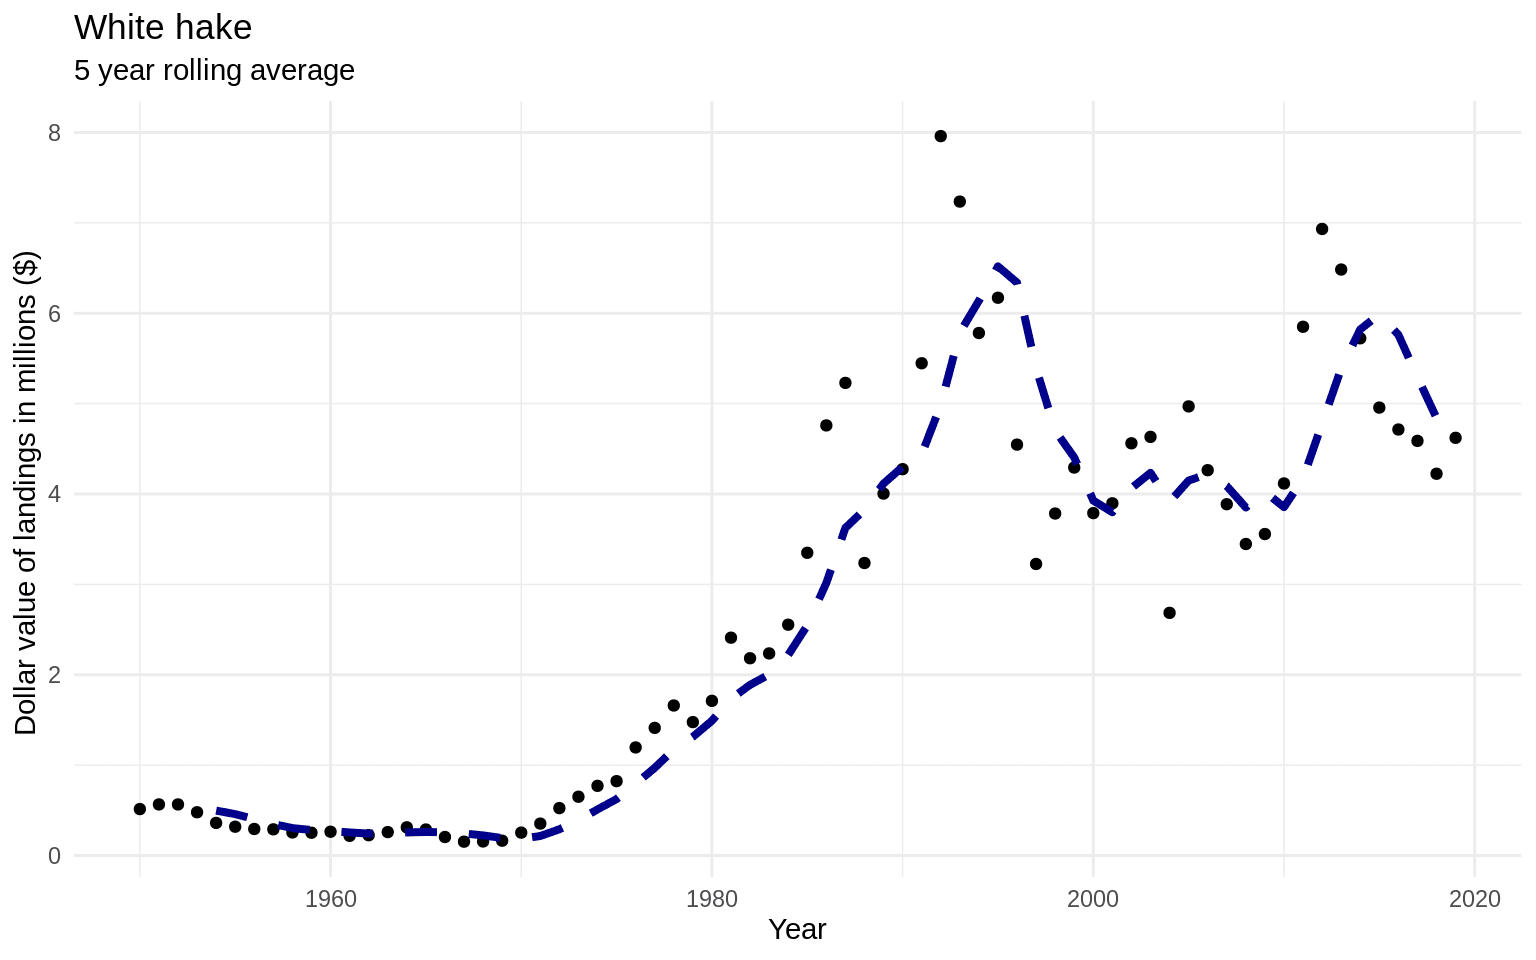 White hake
5 year rolling average
Dollar value of landings in millions ($)
8
6
4
2
0
1960 1980 2000 2020
Year